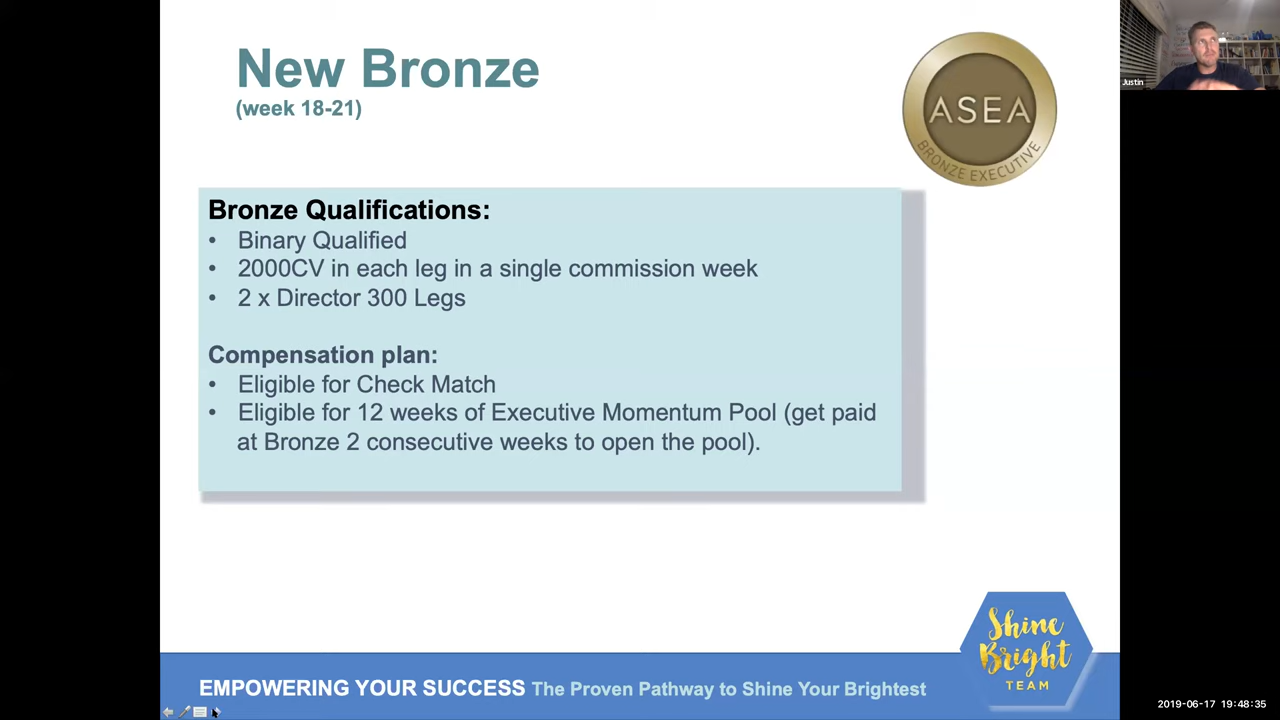 New Bronze
(week 18-21)
ASEA
BRONZE EXECUTIVE
Justin
Bronze Qualifications:
• Binary Qualified
• 2000CV in each leg in a single commission week
• 2 x Director 300 Legs
Compensation plan:
• Eligible for Check Match
• Eligible for 12 weeks of Executive Momentum Pool (get paid
at Bronze 2 consecutive weeks to open the pool).
Shine
Bright
TEAM
EMPOWERING YOUR SUCCESS The Proven Pathway to Shine Your Brightest
2019-06-17 19:48:35